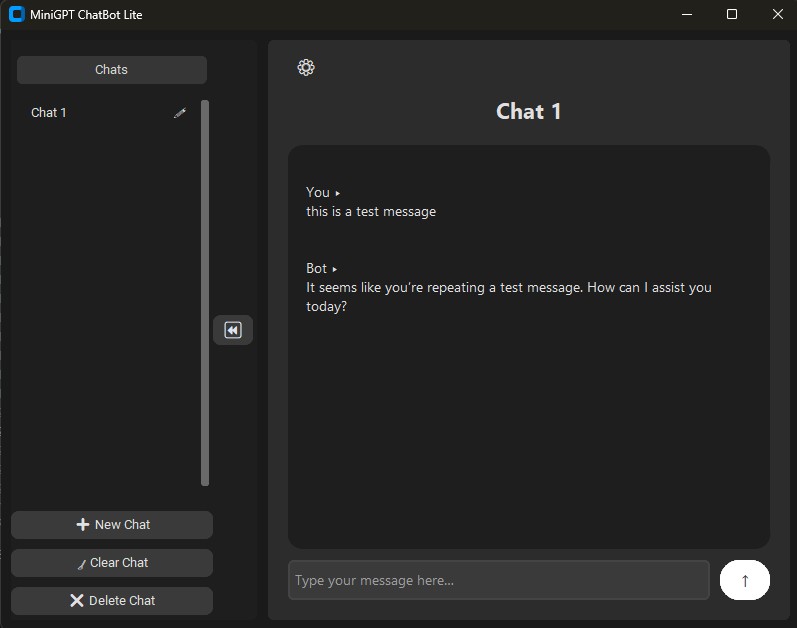 MiniGPT ChatBot Lite
Chats
Chat 1
New Chat
Clear Chat
Delete Chat
Chat 1
You ▸
this is a test message
Bot ▸
It seems like you're repeating a test message. How can I assist you
today?
Type your message here...
↑